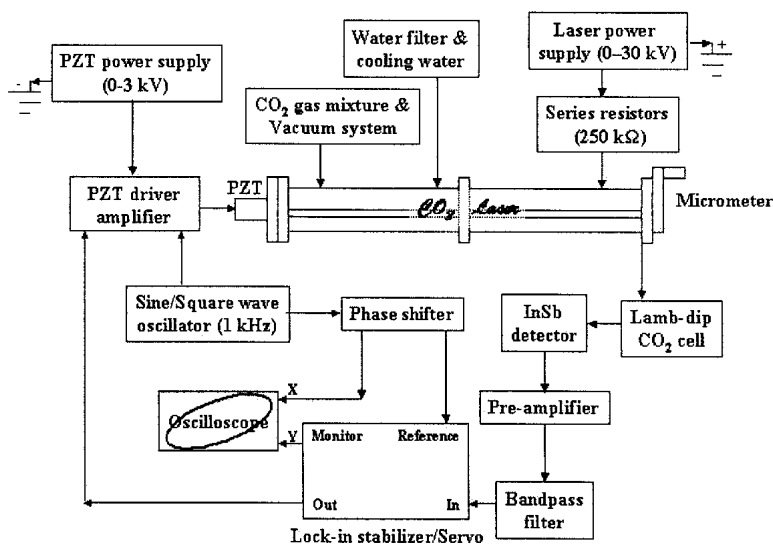 Water filter &
cooling water
Laser power
supply (0–30 kV)
+
PZT power supply
(0-3 kV)
-
CO2 gas mixture &
Vacuum system
Series resistors
(250 kΩ)
PZT driver
amplifier
PZT
CO2 Laser
Micrometer
Sine/Square wave
oscillator (1 kHz)
Phase shifter
InSb
detector
Lamb-dip
CO2 cell
X
Oscilloscope
Y
Monitor
Reference
Pre-amplifier
Out
In
Bandpass
filter
Lock-in stabilizer/Servo